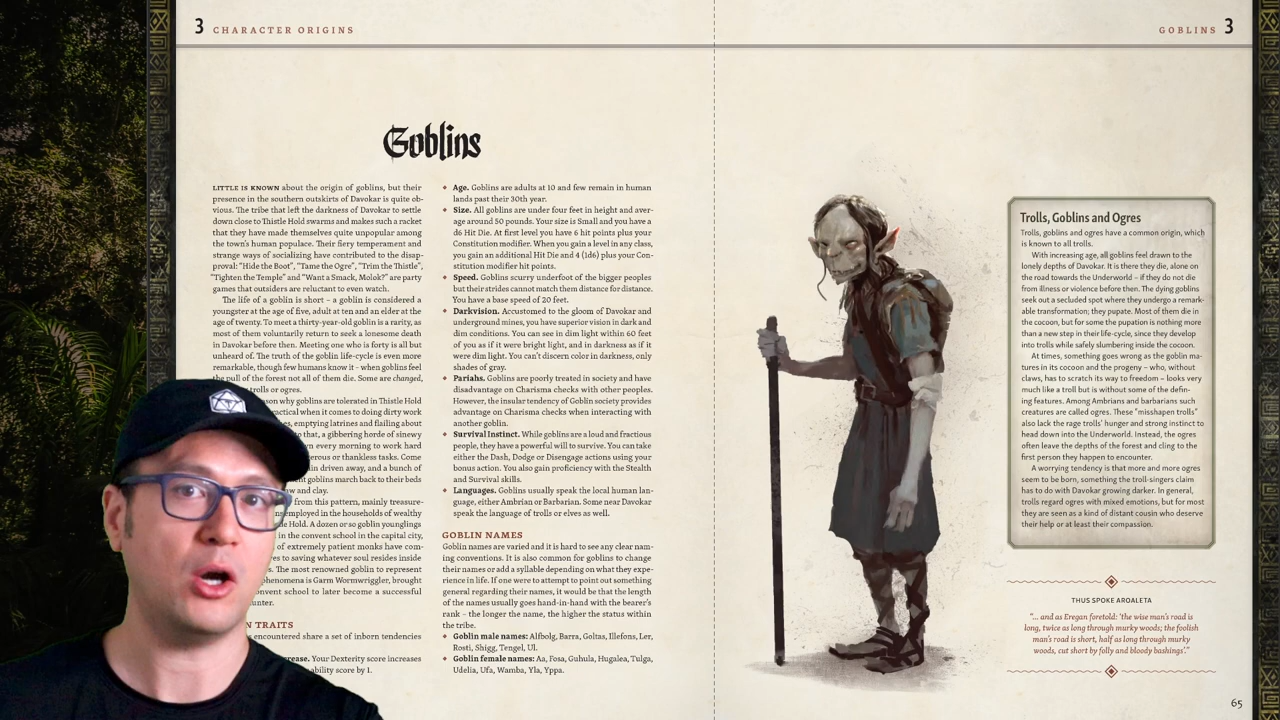 3 CHARACTER ORIGINS
GOBLINS 3
Goblins
LITTLE IS KNOWN about the origin of goblins, but their
presence in the southern outskirts of Davokar is quite ob-
vious. The tribe that left the darkness of Davokar to settle
down close to Thistle Hold swarms and makes such a racket
that they have made themselves quite unpopular among
the town's human populace. Their fiery temperament and
strange ways of socializing have contributed to the disap-
proval: "Hide the Boot", "Tame the Ogre", "Trim the Thistle",
"Tighten the Temple" and "Want a Smack, Molok?" are party
games that outsiders are reluctant to even watch.
The life of a goblin is short – a goblin is considered a
youngster at the age of five, adult at ten and an elder at the
age of twenty. To meet a thirty-year-old goblin is a rarity, as
most of them voluntarily return to seek a lonesome death
in Davokar before then. Meeting one who is forty is all but
unheard of. The truth of the goblin life-cycle is even more
remarkable, though few humans know it – when goblins feel
the pull of the forest not all of them die. Some are changed,
trolls or ogres.
why goblins are tolerated in Thistle Hold
when it comes to doing dirty work
emptying latrines and flailing about
to that, a gibbering horde of sinewy
every morning to work hard
or thankless tasks. Come
driven away, and a bunch of
goblins march back to their beds
and clay.
from this pattern, mainly treasure-
employed in the households of wealthy
Hold. A dozen or so goblin younglings
in the convent school in the capital city,
of extremely patient monks have com-
to saving whatever soul resides inside
The most renowned goblin to represent
phenomena is Garm Wormwriggler, brought
convent school to later become a successful
TRAITS
encountered share a set of inborn tendencies
Your Dexterity score increases
ability score by 1.
Age. Goblins are adults at 10 and few remain in human
lands past their 30th year.
Size. All goblins are under four feet in height and aver-
age around 50 pounds. Your size is Small and you have a
d6 Hit Die. At first level you have 6 hit points plus your
Constitution modifier. When you gain a level in any class,
you gain an additional Hit Die and 4 (1d6) plus your Con-
stitution modifier hit points.
Speed. Goblins scurry underfoot of the bigger peoples
but their strides cannot match them distance for distance.
You have a base speed of 20 feet.
Darkvision. Accustomed to the gloom of Davokar and
underground mines, you have superior vision in dark and
dim conditions. You can see in dim light within 60 feet
of you as if it were bright light, and in darkness as if it
were dim light. You can't discern color in darkness, only
shades of gray.
Pariahs. Goblins are poorly treated in society and have
disadvantage on Charisma checks with other peoples.
However, the insular tendency of Goblin society provides
advantage on Charisma checks when interacting with
another goblin.
Survival Instinct. While goblins are a loud and fractious
people, they have a powerful will to survive. You can take
either the Dash, Dodge or Disengage actions using your
bonus action. You also gain proficiency with the Stealth
and Survival skills.
Languages. Goblins usually speak the local human lan-
guage, either Ambrian or Barbarian. Some near Davokar
speak the language of trolls or elves as well.
GOBLIN NAMES
Goblin names are varied and it is hard to see any clear nam-
ing conventions. It is also common for goblins to change
their names or add a syllable depending on what they expe-
rience in life. If one were to attempt to point out something
general regarding their names, it would be that the length
of the names usually goes hand-in-hand with the bearer's
rank – the longer the name, the higher the status within
the tribe.
Goblin male names: Alfbolg, Barra, Goltas, Illefons, Ler,
Rosti, Shigg, Tengel, Ul.
Goblin female names: Aa, Fosa, Guhula, Hugalea, Tulga,
Udelia, Ufa, Wamba, Yla, Yppa.
Trolls, Goblins and Ogres
Trolls, goblins and ogres have a common origin, which
is known to all trolls.
With increasing age, all goblins feel drawn to the
lonely depths of Davokar. It is there they die, alone on
the road towards the Underworld – if they do not die
from illness or violence before then. The dying goblins
seek out a secluded spot where they undergo a remark-
able transformation; they pupate. Most of them die in
the cocoon, but for some the pupation is nothing more
than a new step in their life-cycle, since they develop
into trolls while safely slumbering inside the cocoon.
At times, something goes wrong as the goblin ma-
tures in its cocoon and the progeny – who, without
claws, has to scratch its way to freedom – looks very
much like a troll but is without some of the defin-
ing features. Among Ambrians and barbarians such
creatures are called ogres. These "misshapen trolls"
also lack the rage trolls' hunger and strong instinct to
head down into the Underworld. Instead, the ogres
often leave the depths of the forest and cling to the
first person they happen to encounter.
A worrying tendency is that more and more ogres
seem to be born, something the troll-singers claim
has to do with Davokar growing darker. In general,
trolls regard ogres with mixed emotions, but for most
they are seen as a kind of distant cousin who deserve
their help or at least their compassion.
THUS SPOKE AROALETA
"... and as Eregan foretold: 'the wise man's road is
long, twice as long through murky woods; the foolish
man's road is short, half as long through murky
woods, cut short by folly and bloody bashings'."
65